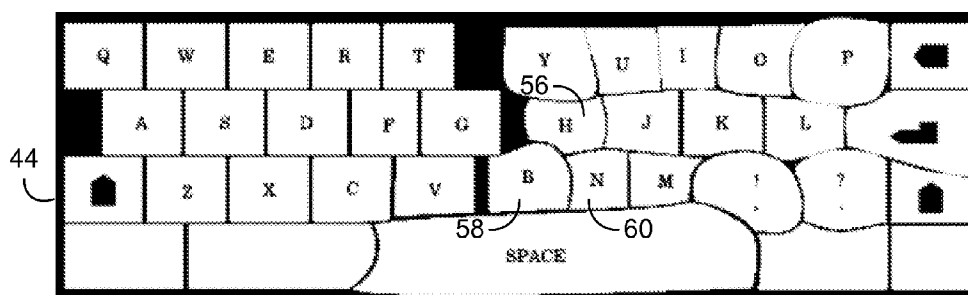 Q W E R T Y U I O P
56
A S D F G H J K L
44
Z X C V B N M ! ?
, .
58 60
SPACE